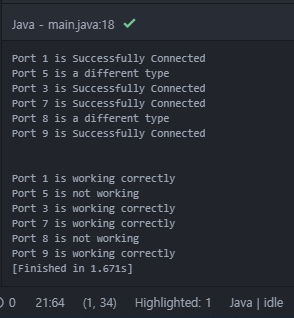 Java - main.java:18
Port 1 is Successfully Connected
Port 5 is a different type
Port 3 is Successfully Connected
Port 7 is Successfully Connected
Port 8 is a different type
Port 9 is Successfully Connected
Port 1 is working correctly
Port 5 is not working
Port 3 is working correctly
Port 7 is working correctly
Port 8 is not working
Port 9 is working correctly
[Finished in 1.671s]
0 21:64 (1, 34) Highlighted: 1 Java | idle